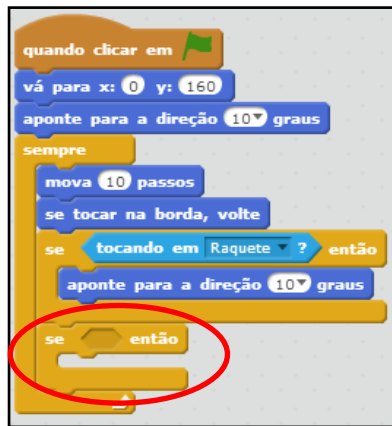 quando clicar em
vá para x: 0 y: 160
aponte para a direção 10 graus
sempre
mova 10 passos
se tocar na borda, volte
se tocando em Raquete ? então
aponte para a direção 10 graus
se então